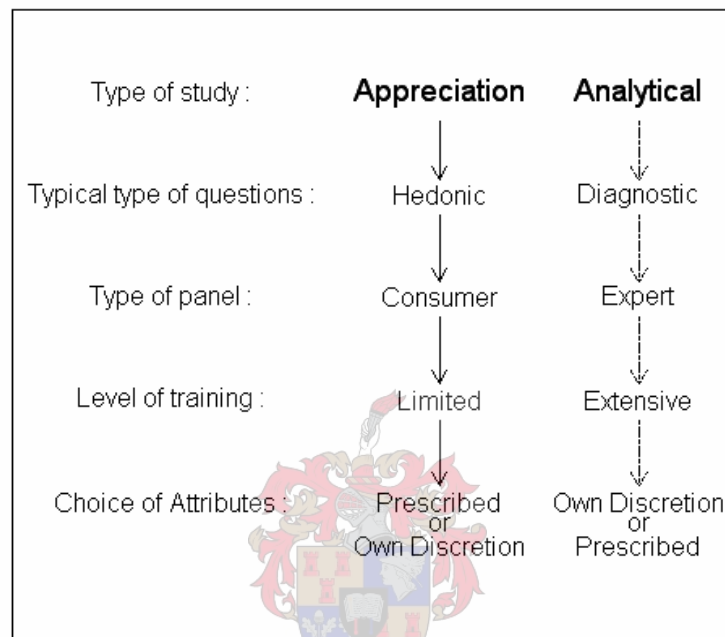 Type of study : Appreciation Analytical
Typical type of questions : Hedonic Diagnostic
Type of panel : Consumer Expert
Level of training : Limited Extensive
Choice of Attributes : Prescribed Own Discretion
or or
Own Discretion Prescribed